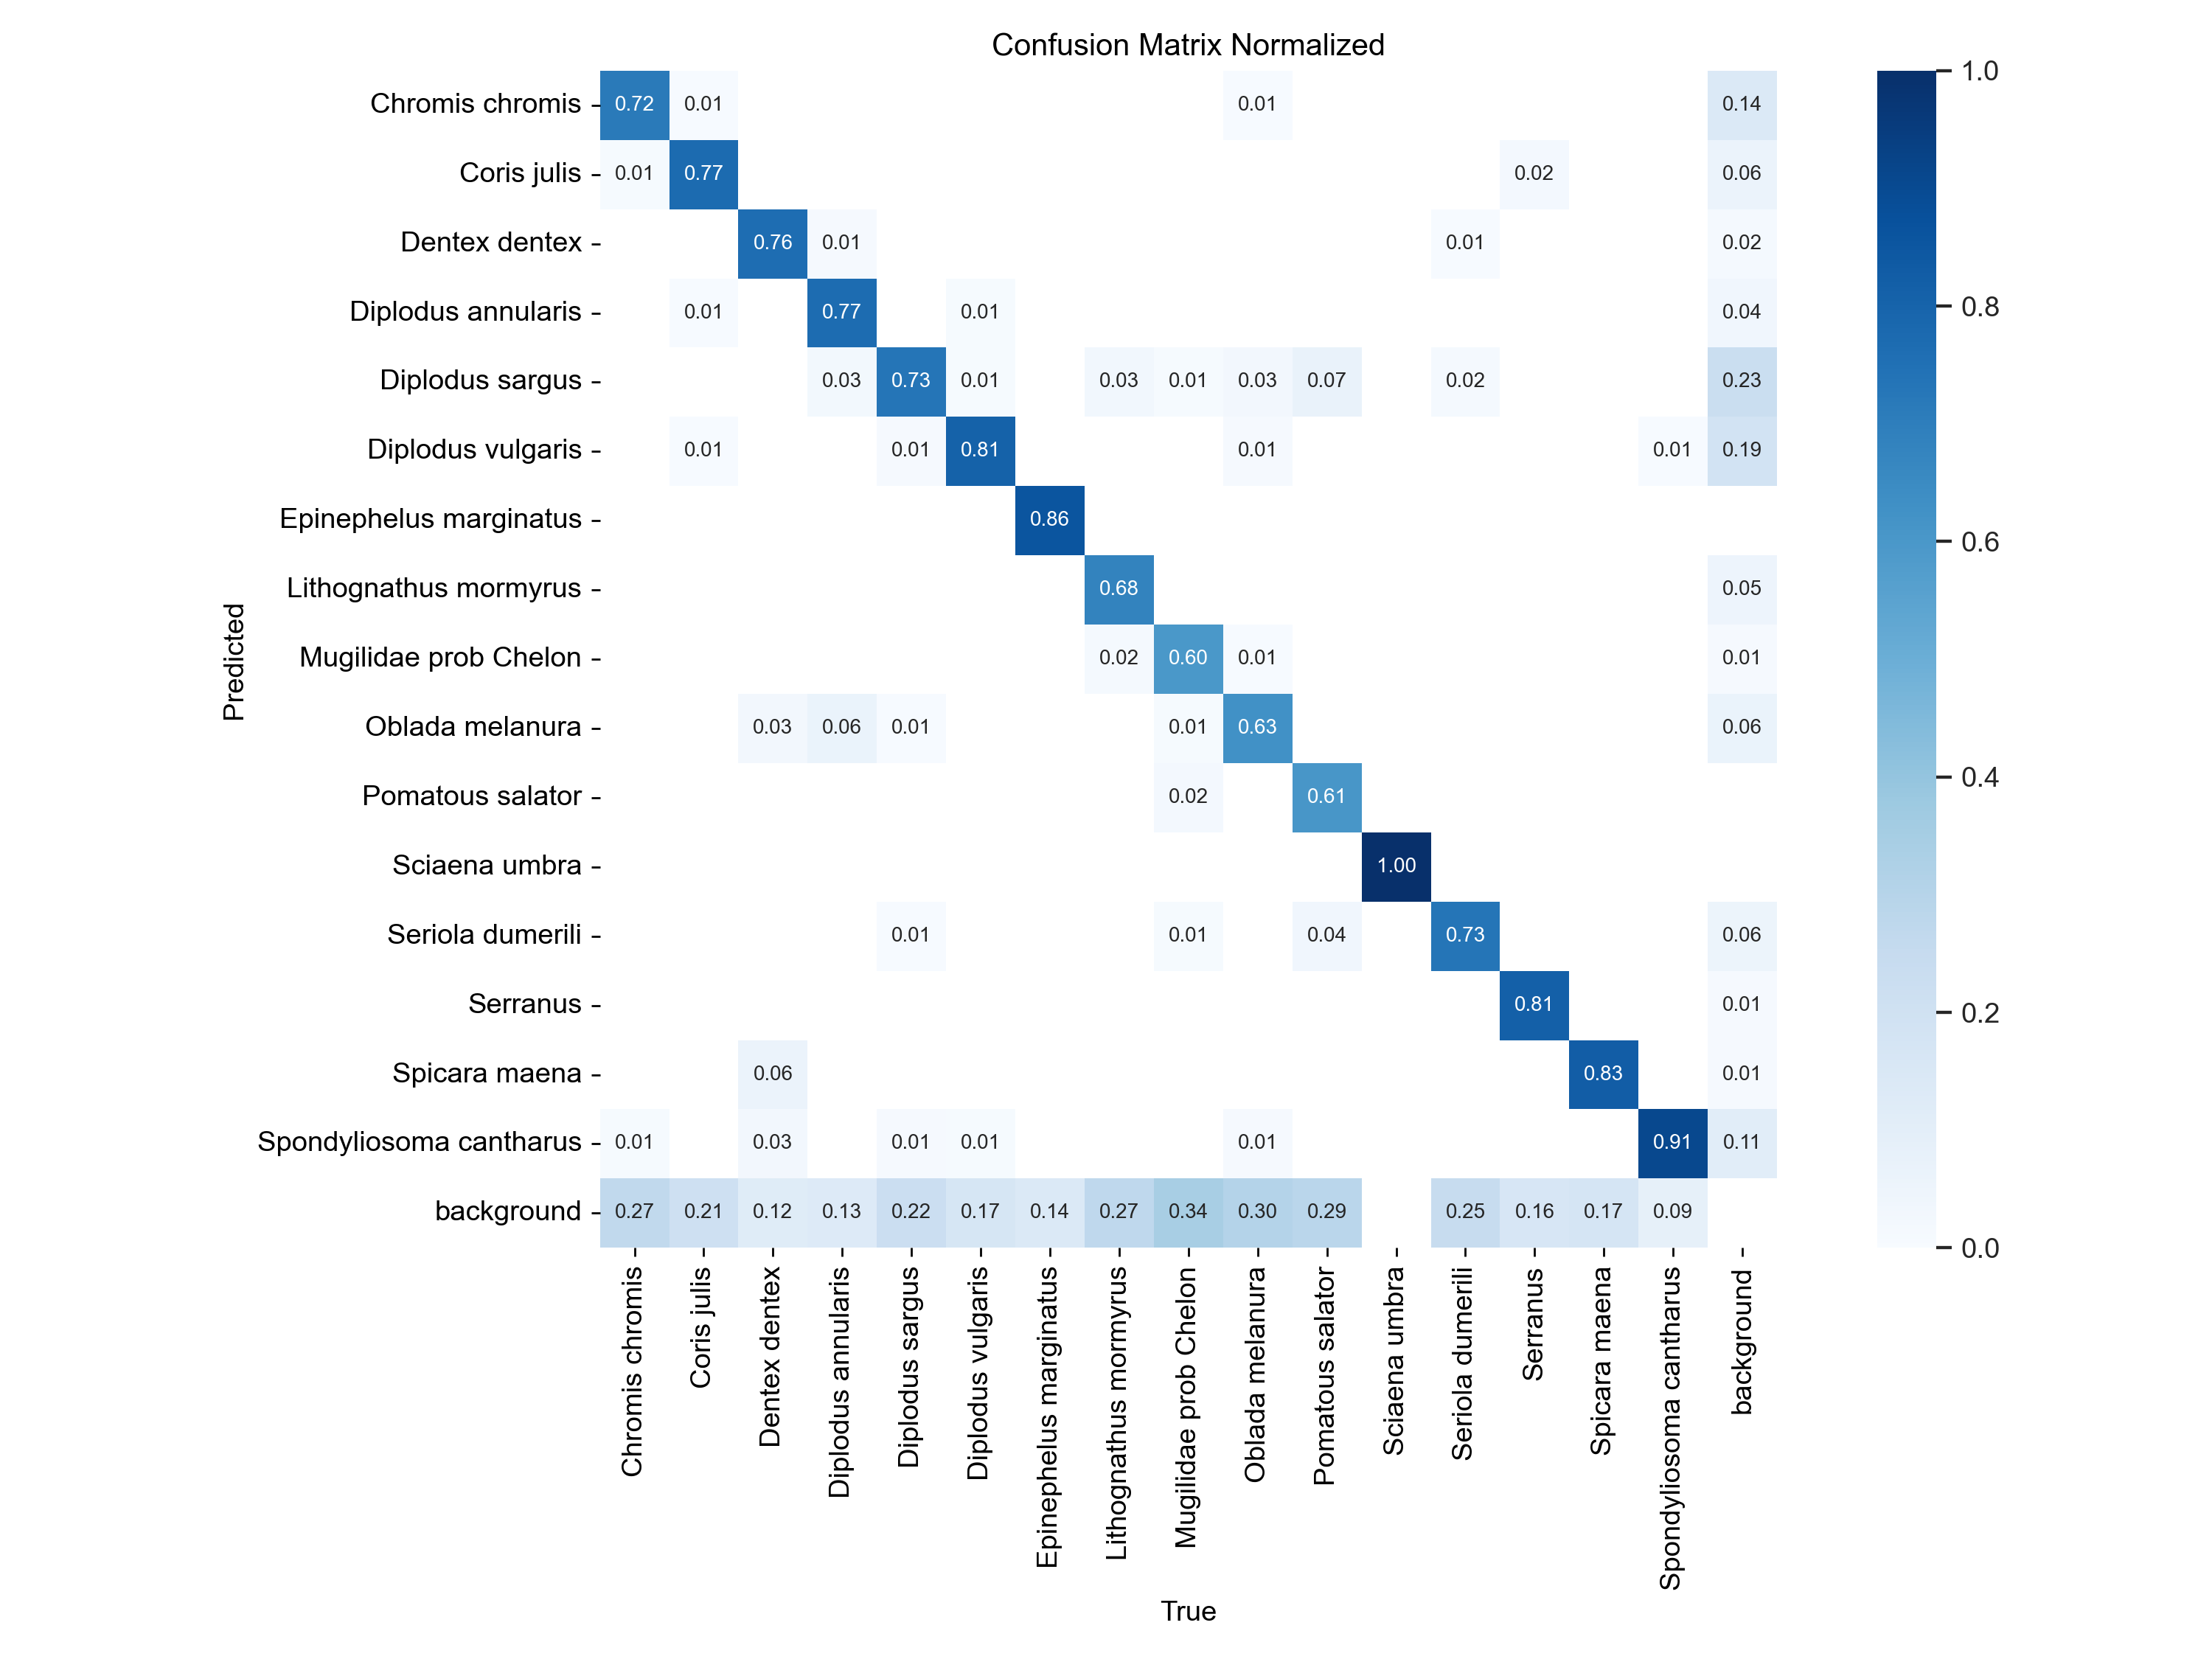 Confusion Matrix Normalized
Chromis chromis 0.72 0.01 0.01 0.14 1.0
Coris julis 0.01 0.77 0.02 0.06
Dentex dentex 0.76 0.01 0.01 0.02
Diplodus annularis 0.01 0.77 0.01 0.04 0.8
Diplodus sargus 0.03 0.73 0.01 0.03 0.01 0.03 0.07 0.02 0.23
Diplodus vulgaris 0.01 0.01 0.81 0.01 0.01 0.19
Epinephelus marginatus 0.86 0.6
Lithognathus mormyrus 0.68 0.05
Predicted
Mugilidae prob Chelon 0.02 0.60 0.01 0.01
Oblada melanura 0.03 0.06 0.01 0.01 0.63 0.06
Pomatous salator 0.02 0.61 0.4
Sciaena umbra 1.00
Seriola dumerili 0.01 0.01 0.04 0.73 0.06
Serranus 0.81 0.01 0.2
Spicara maena 0.06 0.83 0.01
Spondyliosoma cantharus 0.01 0.03 0.01 0.01 0.01 0.91 0.11
background 0.27 0.21 0.12 0.13 0.22 0.17 0.14 0.27 0.34 0.30 0.29 0.25 0.16 0.17 0.09 0.0
Chromis chromis
Coris julis
Dentex dentex
Diplodus annularis
Diplodus sargus
Diplodus vulgaris
Epinephelus marginatus
Lithognathus mormyrus
Mugilidae prob Chelon
Oblada melanura
Pomatous salator
Sciaena umbra
Seriola dumerili
Serranus
Spicara maena
Spondyliosoma cantharus
background
True